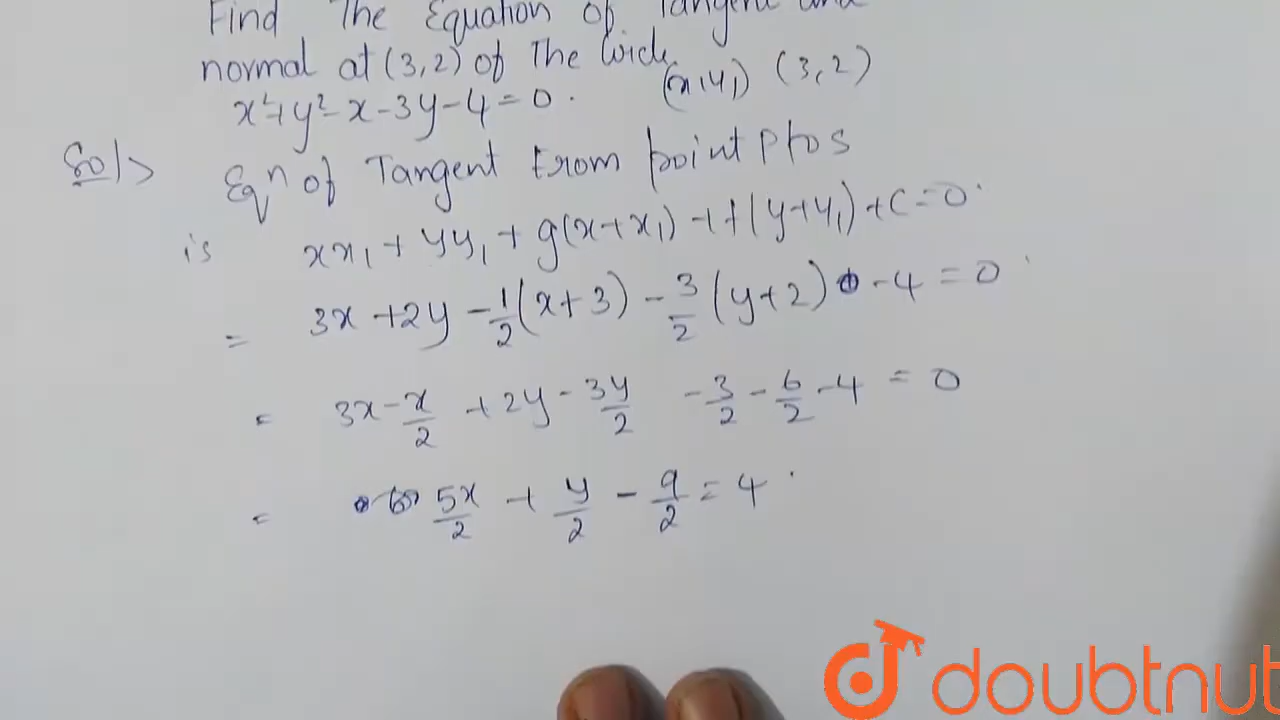 Find The Equation of Tangent and
normal at (3,2) of The Circle
(x1y1) (3,2)
x²+y²-x-3y-4=0.
Sol>
Eqn of Tangent From point P(x
is xx₁ + yy₁ + g(x+x₁) + f(y+y₁) + c = 0.
= 3x + 2y - 1/2(x+3) - 3/2(y+2) - 4 = 0
= 3x - x/2 + 2y - 3y/2 - 3/2 - 6/2 - 4 = 0
= 5x/2 + y/2 - 9/2 = 4.
doubtnut